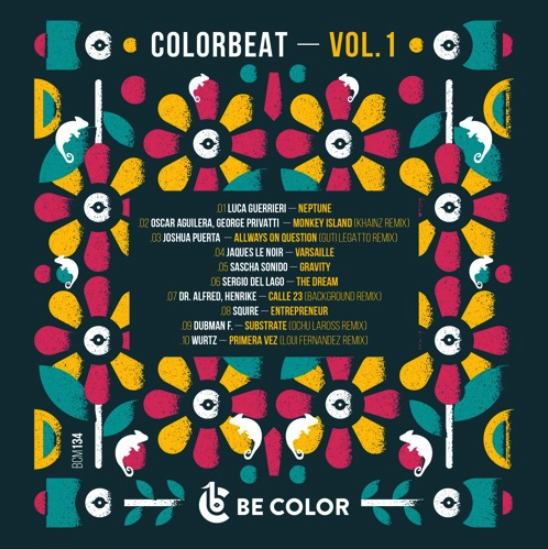 COLORBEAT — VOL.1
.01 LUCA GUERRIERI — NEPTUNE
.02 OSCAR AGUILERA, GEORGE PRIVATTI — MONKEY ISLAND (KHAINZ REMIX)
.03 JOSHUA PUERTA — ALLWAYS ON QUESTION (GUTI LEGATTO REMIX)
.04 JAQUES LE NOIR — VARSAILLE
.05 SASCHA SONIDO — GRAVITY
.06 SERGIO DEL LAGO — THE DREAM
.07 DR. ALFRED, HENRIKE — CALLE 23 (BACKGROUND REMIX)
.08 SQUIRE — ENTREPRENEUR
.09 DUBMAN F. — SUBSTRATE (OCHU LAROSS REMIX)
.10 WURTZ — PRIMERA VEZ (LOUI FERNANDEZ REMIX)
BCM134
BE COLOR